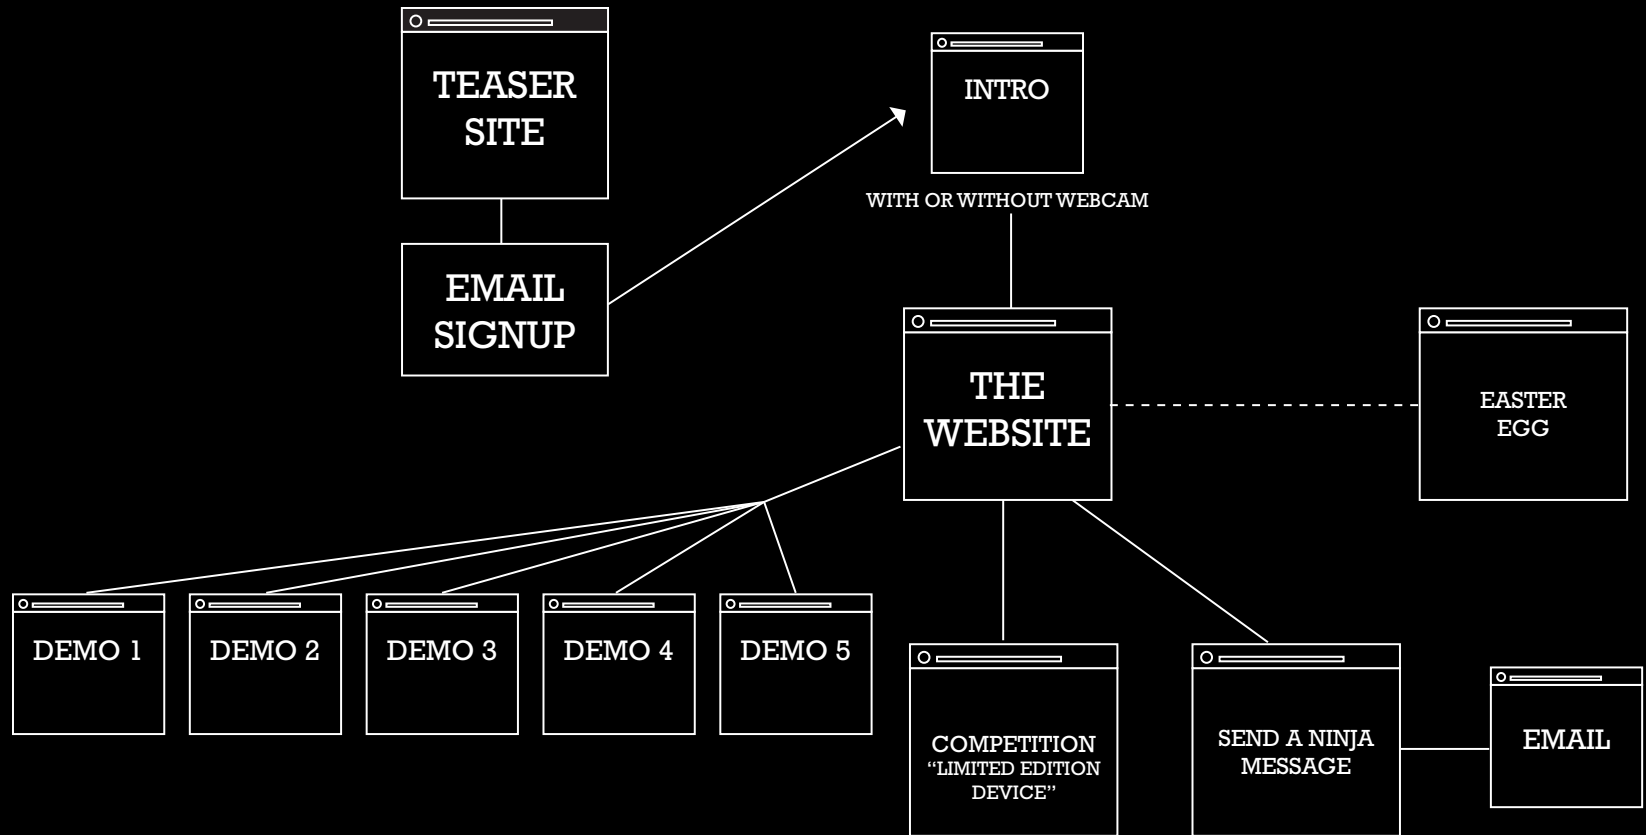 TEASER
SITE
INTRO
WITH OR WITHOUT WEBCAM
EMAIL
SIGNUP
THE
WEBSITE
EASTER
EGG
DEMO 1
DEMO 2
DEMO 3
DEMO 4
DEMO 5
COMPETITION
“LIMITED EDITION
DEVICE”
SEND A NINJA
MESSAGE
EMAIL